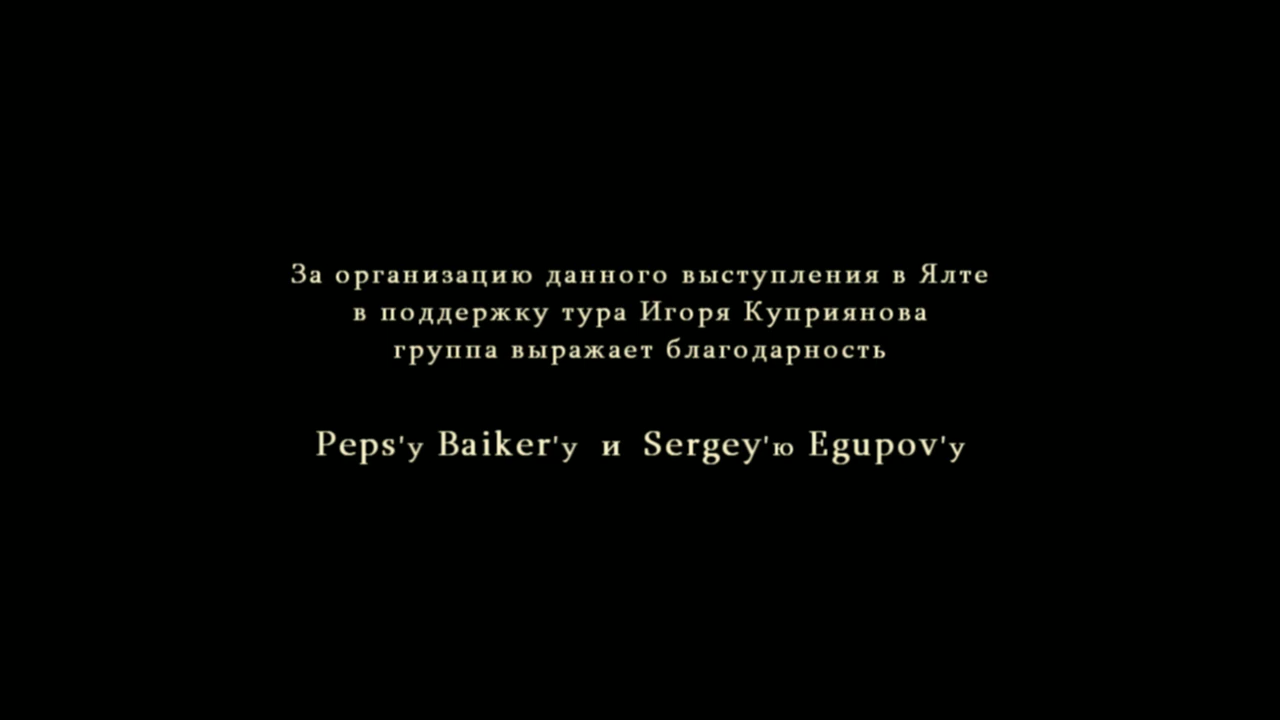 За организацию данного выступления в Ялте
в поддержку тура Игоря Куприянова
группа выражает благодарность
Peps'у Baiker'у и Sergey'ю Egupov'у